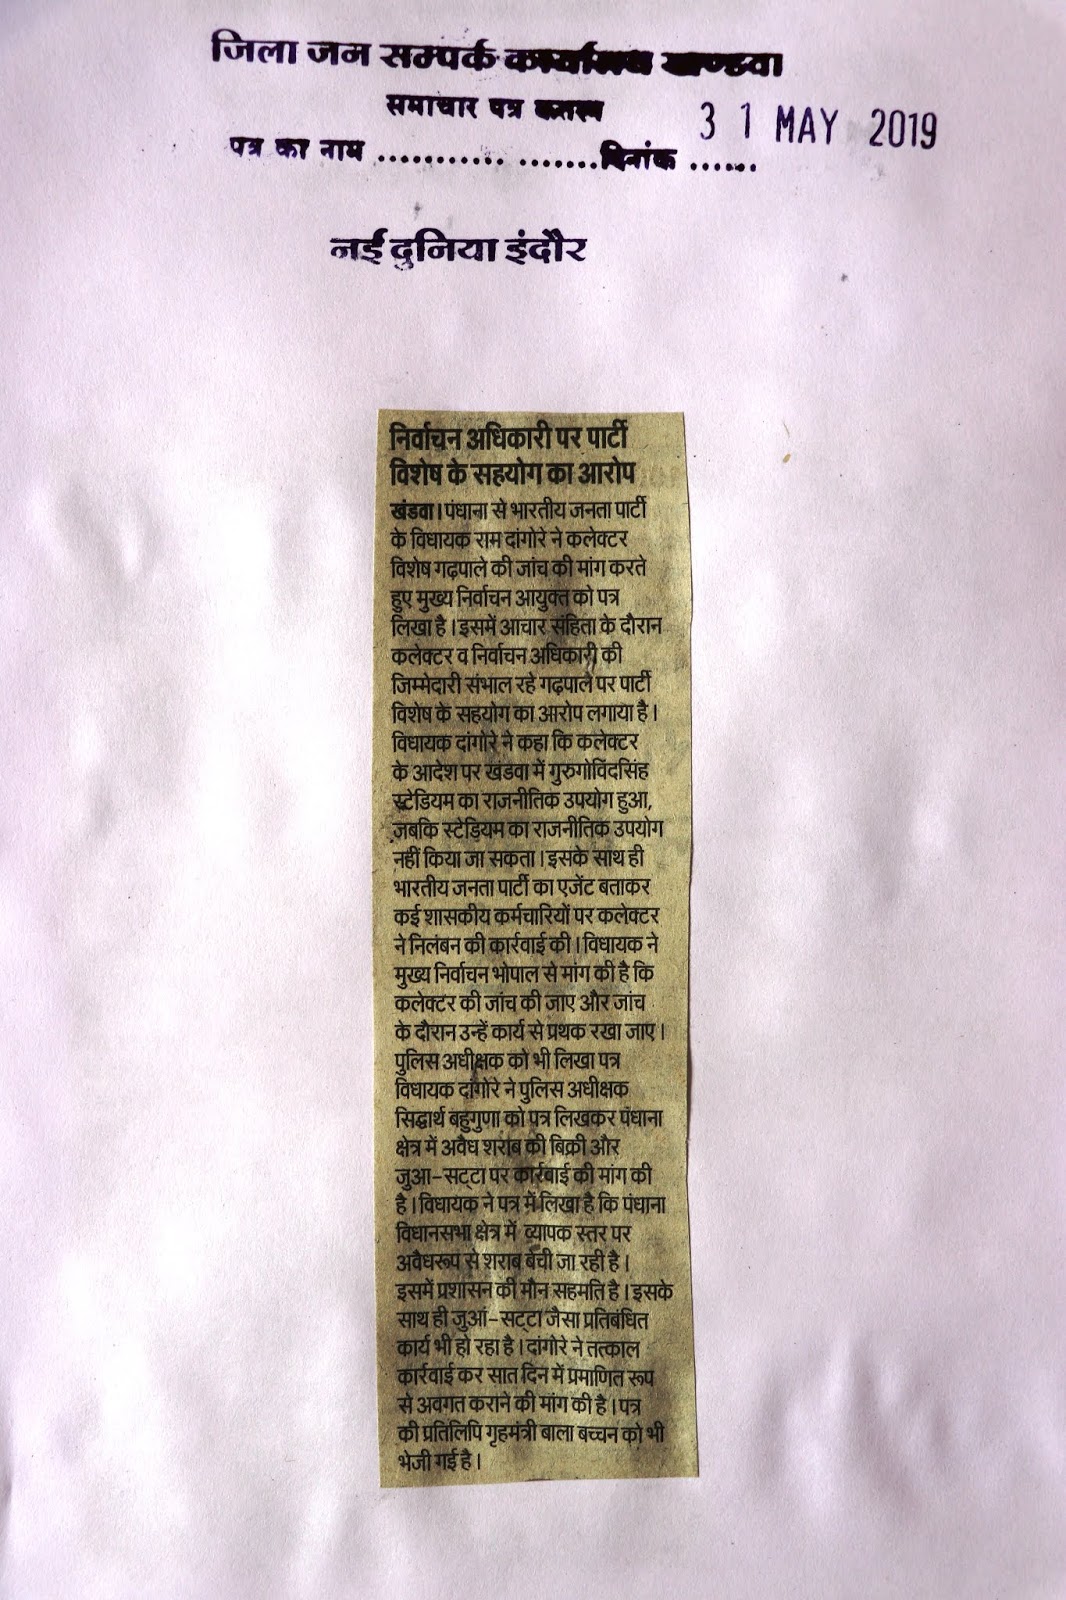 जिला जन सम्पर्क कार्यालय खण्डवा
समाचार पत्र कतरन
31 MAY 2019
पत्र का नाम .................. दिनांक ......
नई दुनिया इंदौर
निर्वाचन अधिकारी पर पार्टी
विशेष के सहयोग का आरोप
खंडवा। पंधाना से भारतीय जनता पार्टी
के विधायक राम दांगोरे ने कलेक्टर
विशेष गढ़पाले की जांच की मांग करते
हुए मुख्य निर्वाचन आयुक्त को पत्र
लिखा है। इसमें आचार संहिता के दौरान
कलेक्टर व निर्वाचन अधिकारी की
जिम्मेदारी संभाल रहे गढ़पाले पर पार्टी
विशेष के सहयोग का आरोप लगाया है।
विधायक दांगोरे ने कहा कि कलेक्टर
के आदेश पर खंडवा में गुरुगोविंदसिंह
स्टेडियम का राजनीतिक उपयोग हुआ,
जबकि स्टेडियम का राजनीतिक उपयोग
नहीं किया जा सकता। इसके साथ ही
भारतीय जनता पार्टी का एजेंट बताकर
कई शासकीय कर्मचारियों पर कलेक्टर
ने निलंबन की कार्रवाई की। विधायक ने
मुख्य निर्वाचन भोपाल से मांग की है कि
कलेक्टर की जांच की जाए और जांच
के दौरान उन्हें कार्य से प्रथक रखा जाए।
पुलिस अधीक्षक को भी लिखा पत्र
विधायक दांगोरे ने पुलिस अधीक्षक
सिद्धार्थ बहुगुणा को पत्र लिखकर पंधाना
क्षेत्र में अवैध शराब की बिक्री और
जुआ-सट्टा पर कार्रवाई की मांग की
है। विधायक ने पत्र में लिखा है कि पंधाना
विधानसभा क्षेत्र में व्यापक स्तर पर
अवैधरूप से शराब बेची जा रही है।
इसमें प्रशासन की मौन सहमति है। इसके
साथ ही जुआं-सट्टा जैसा प्रतिबंधित
कार्य भी हो रहा है। दांगोरे ने तत्काल
कार्रवाई कर सात दिन में प्रमाणित रूप
से अवगत कराने की मांग की है। पत्र
की प्रतिलिपि गृहमंत्री बाला बच्चन को भी
भेजी गई है।